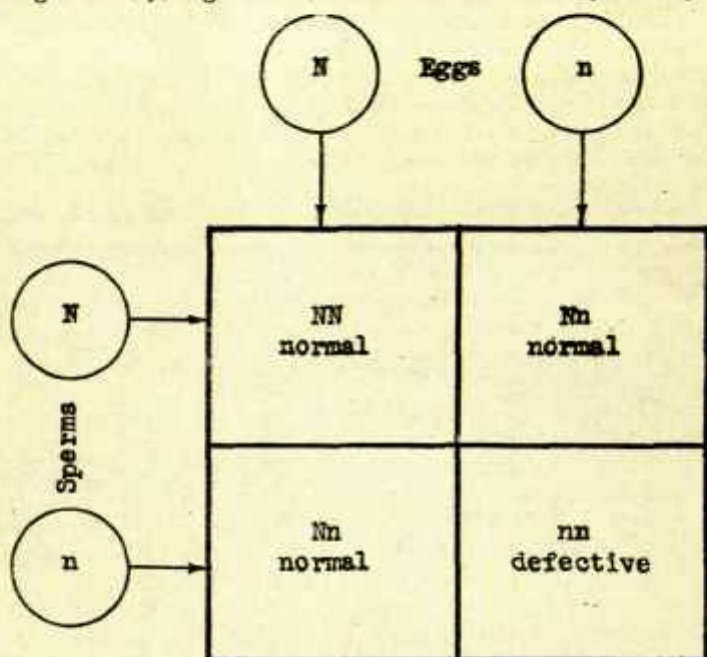 N Eggs n
N
NN
normal
Nn
normal
Sperms
n
Nn
normal
nn
defective